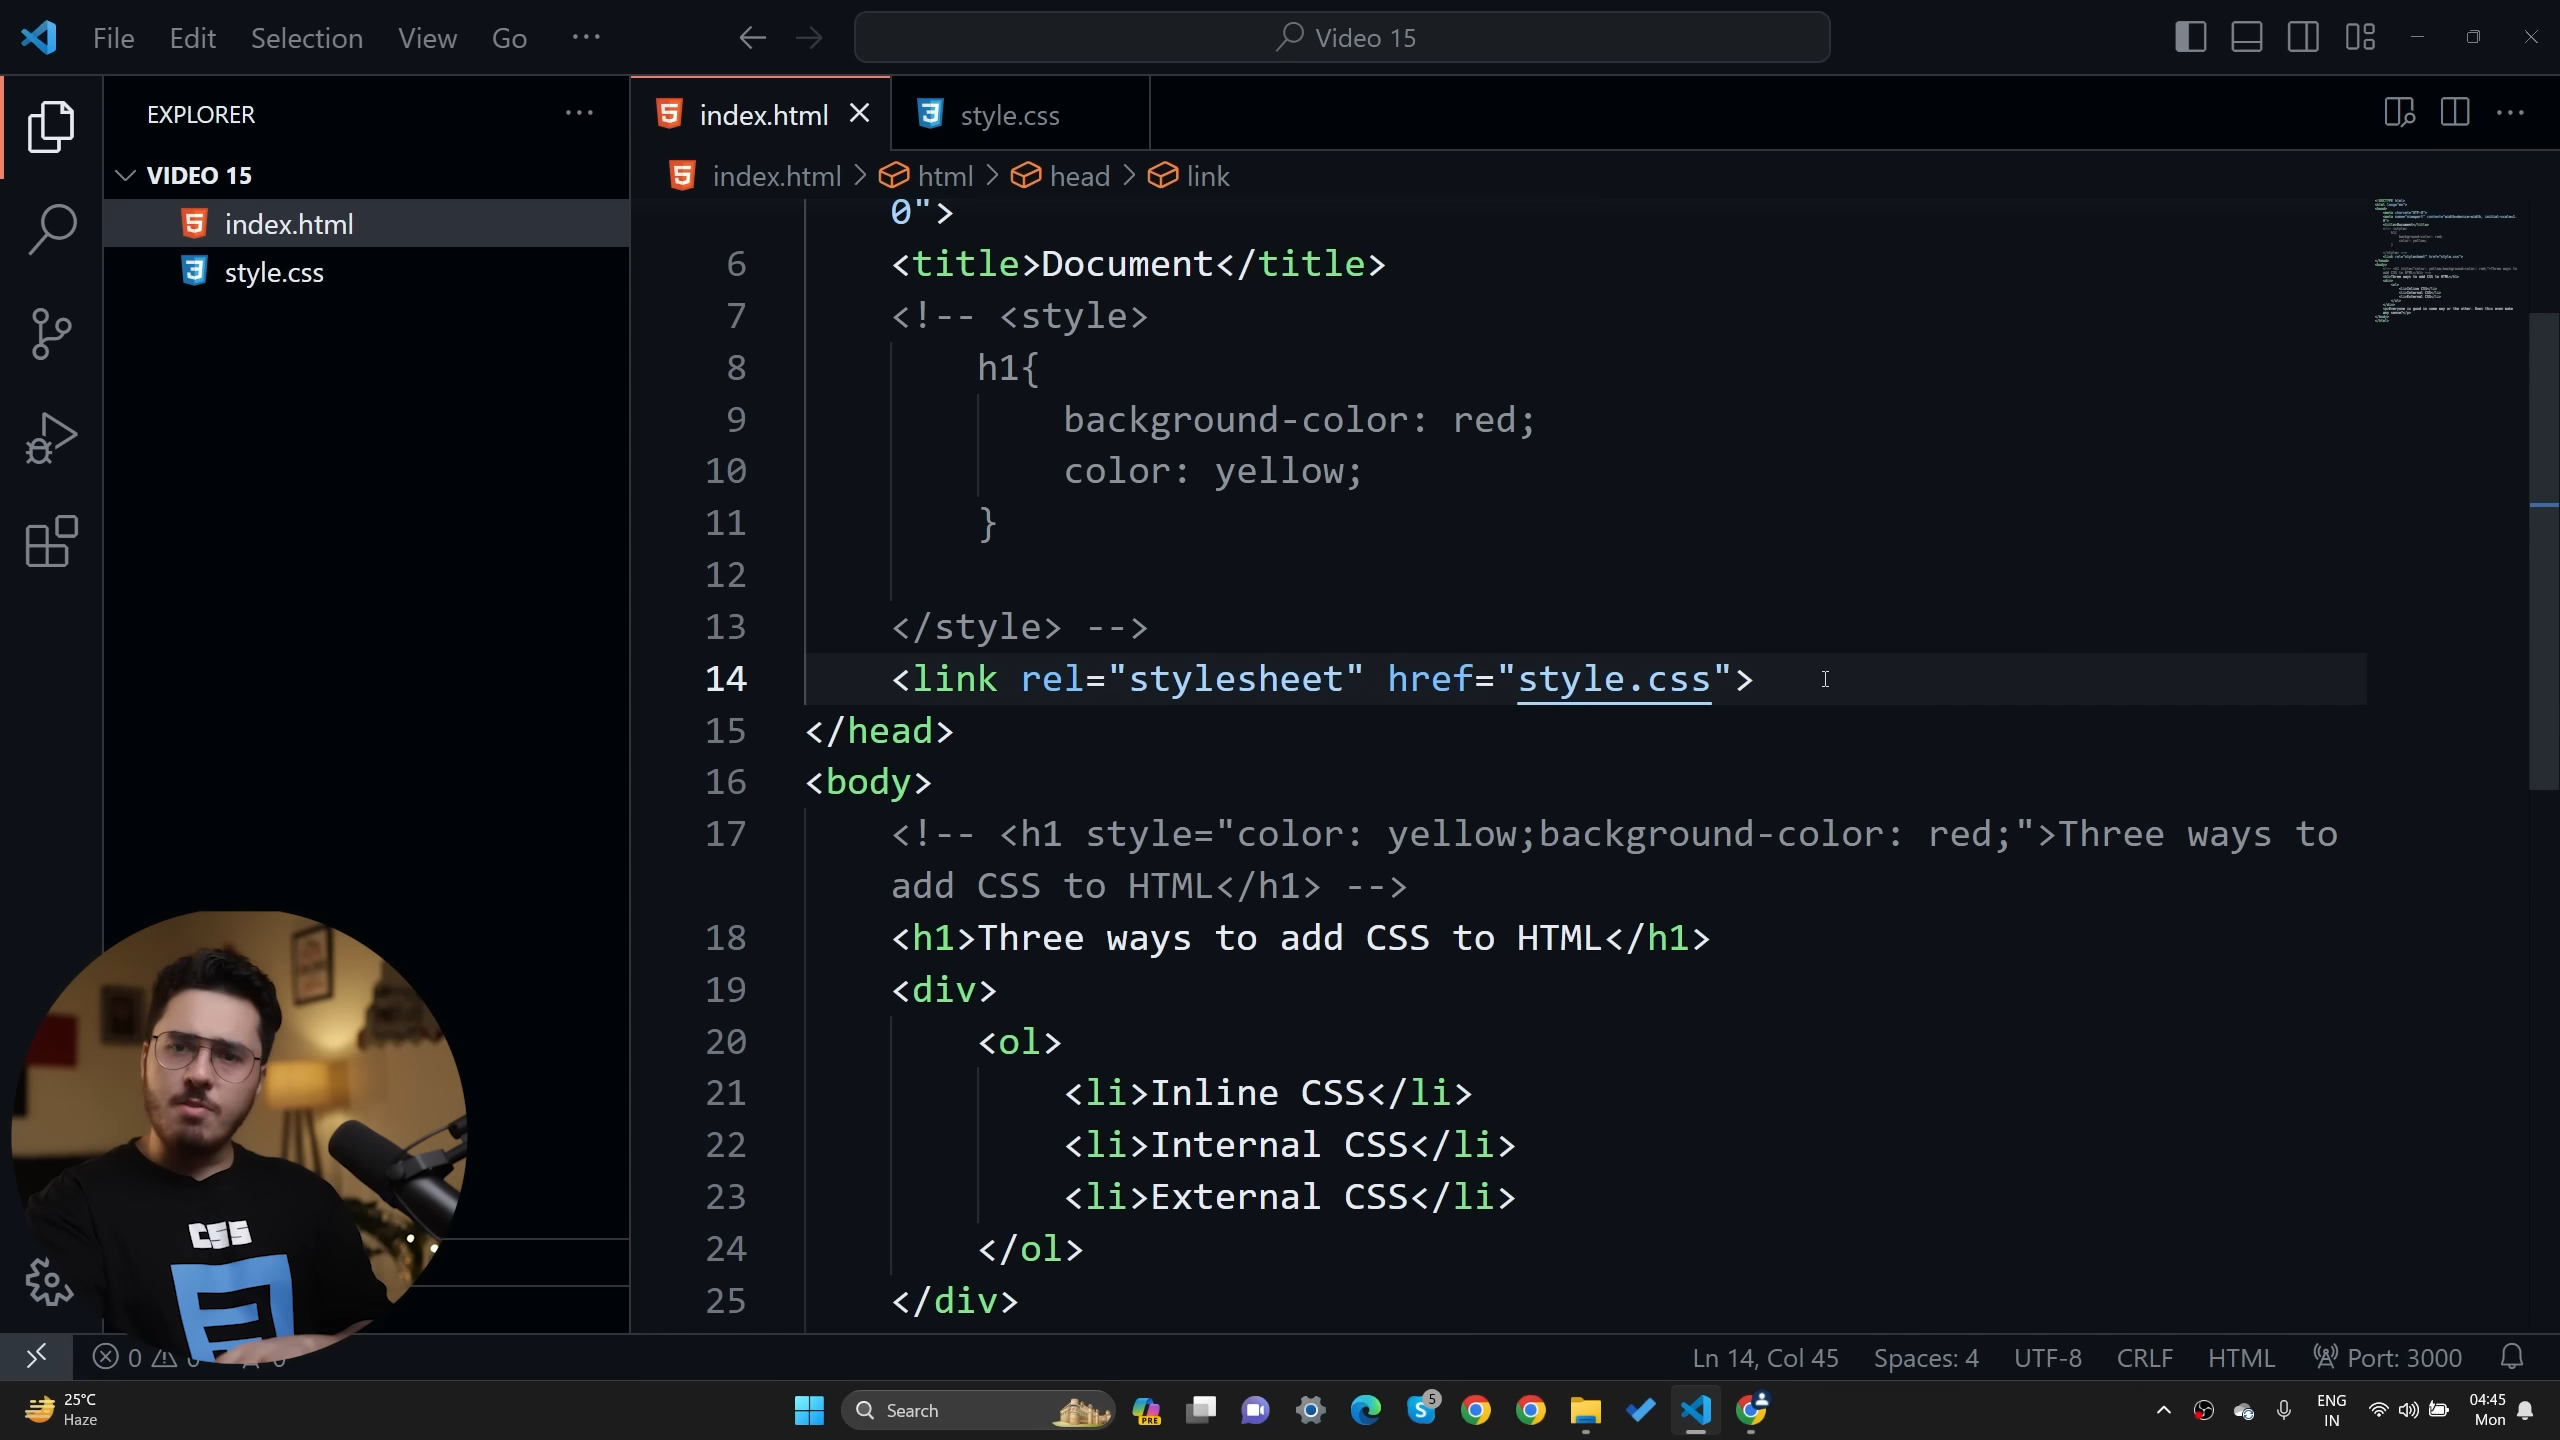 File Edit Selection View Go ···
Video 15
EXPLORER
VIDEO 15
index.html
style.css
index.html
style.css
index.html > html > head > link
0">
6 <title>Document</title>
7 <!-- <style>
8 h1{
9 background-color: red;
10 color: yellow;
11 }
12
13 </style> -->
14 <link rel="stylesheet" href="style.css">
15 </head>
16 <body>
17 <!-- <h1 style="color: yellow;background-color: red;">Three ways to
add CSS to HTML</h1> -->
18 <h1>Three ways to add CSS to HTML</h1>
19 <div>
20 <ol>
21 <li>Inline CSS</li>
22 <li>Internal CSS</li>
23 <li>External CSS</li>
24 </ol>
25 </div>
CSS
0
Ln 14, Col 45 Spaces: 4 UTF-8 CRLF HTML Port: 3000
25°C
Haze
Search
PRE
5
ENG
IN
04:45
Mon